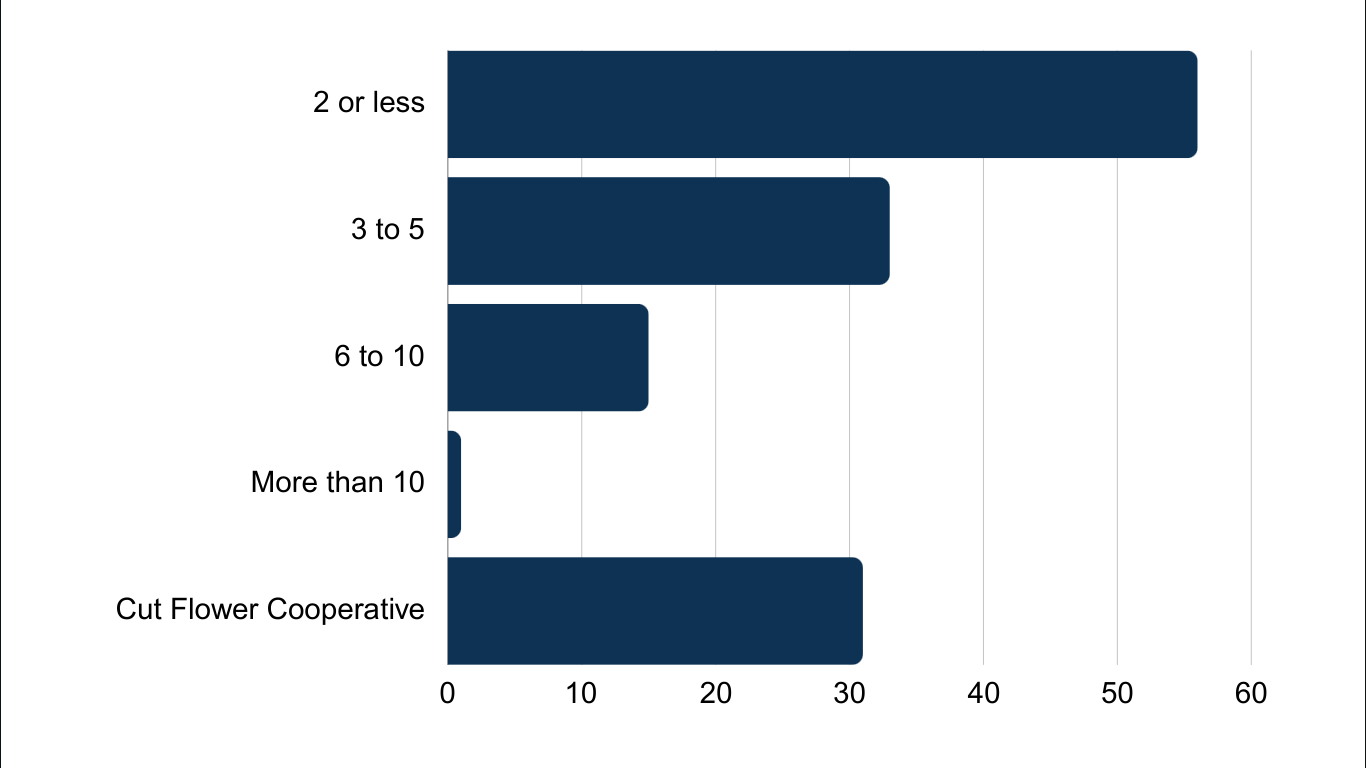 2 or less
3 to 5
6 to 10
More than 10
Cut Flower Cooperative
0 10 20 30 40 50 60